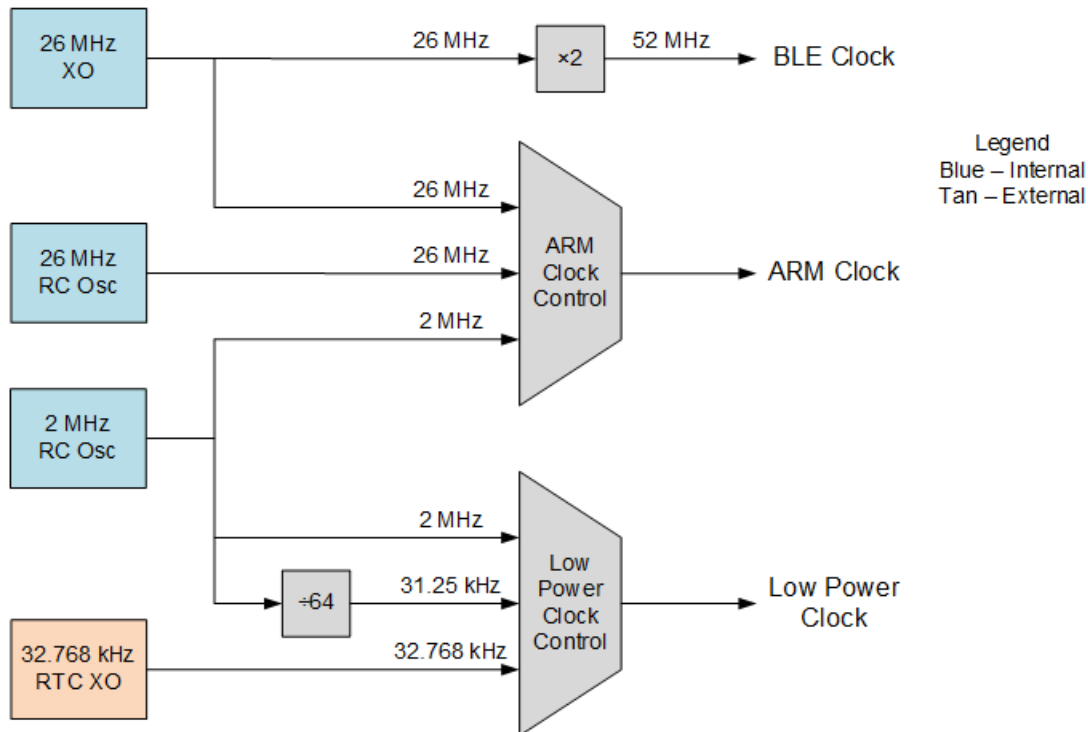 26 MHz
XO
26 MHz
×2
52 MHz
BLE Clock
Legend
Blue – Internal
Tan – External
26 MHz
26 MHz
RC Osc
26 MHz
2 MHz
ARM
Clock
Control
ARM Clock
2 MHz
RC Osc
2 MHz
÷64
31.25 kHz
32.768 kHz
RTC XO
32.768 kHz
Low
Power
Clock
Control
Low Power
Clock